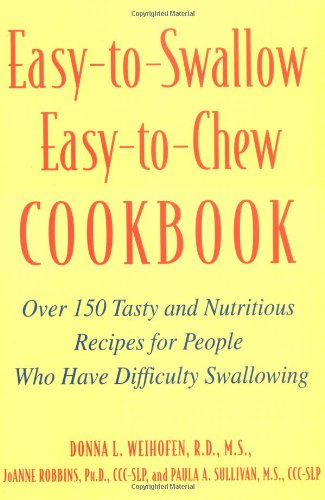 Easy-to-Swallow
Easy-to-Chew
COOKBOOK
Over 150 Tasty and Nutritious
Recipes for People
Who Have Difficulty Swallowing
DONNA L. WEIHOFEN, R.D., M.S.,
JoANNE ROBBINS, Ph.D., CCC-SLP, and PAULA A. SULLIVAN, M.S., CCC-SLP